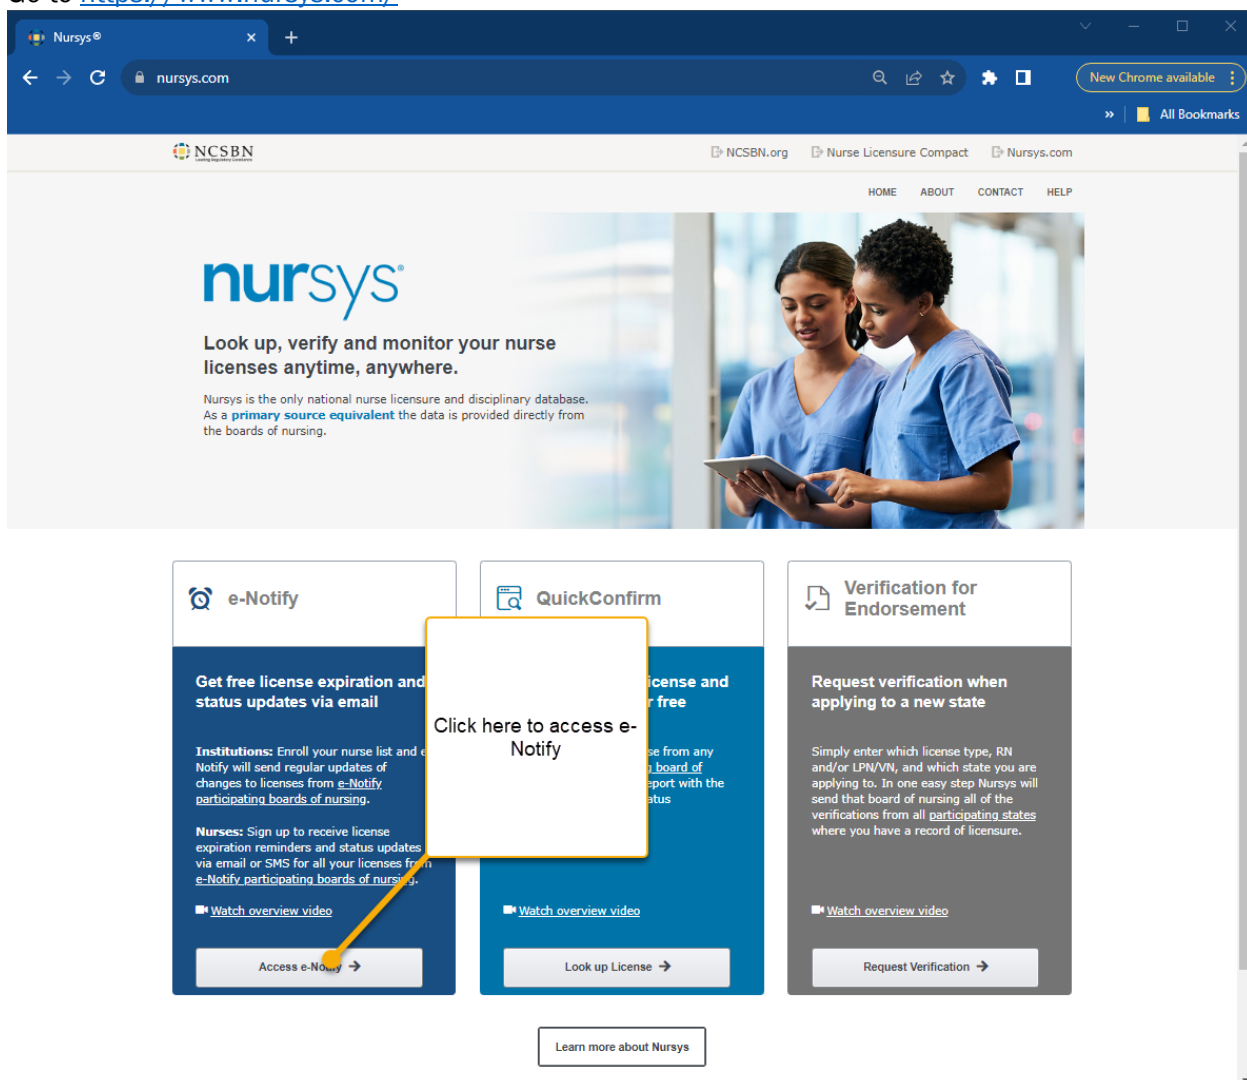 Go to https://www.nursys.com/
Nursys®
nursys.com
New Chrome available
All Bookmarks
NCSBN
Leading Regulatory Excellence
NCSBN.org Nurse Licensure Compact Nursys.com
HOME ABOUT CONTACT HELP
nursys®
Look up, verify and monitor your nurse
licenses anytime, anywhere.
Nursys is the only national nurse licensure and disciplinary database.
As a primary source equivalent the data is provided directly from
the boards of nursing.
e-Notify
Get free license expiration and
status updates via email
Institutions: Enroll your nurse list and e
Notify will send regular updates of
changes to licenses from e-Notify
participating boards of nursing.
Nurses: Sign up to receive license
expiration reminders and status updates
via email or SMS for all your licenses from
e-Notify participating boards of nursing.
Watch overview video
Access e-Notify
QuickConfirm
icense and
r free
se from any
board of
eport with the
atus
Watch overview video
Look up License
Click here to access e-
Notify
Verification for
Endorsement
Request verification when
applying to a new state
Simply enter which license type, RN
and/or LPN/VN, and which state you are
applying to. In one easy step Nursys will
send that board of nursing all of the
verifications from all participating states
where you have a record of licensure.
Watch overview video
Request Verification
Learn more about Nursys